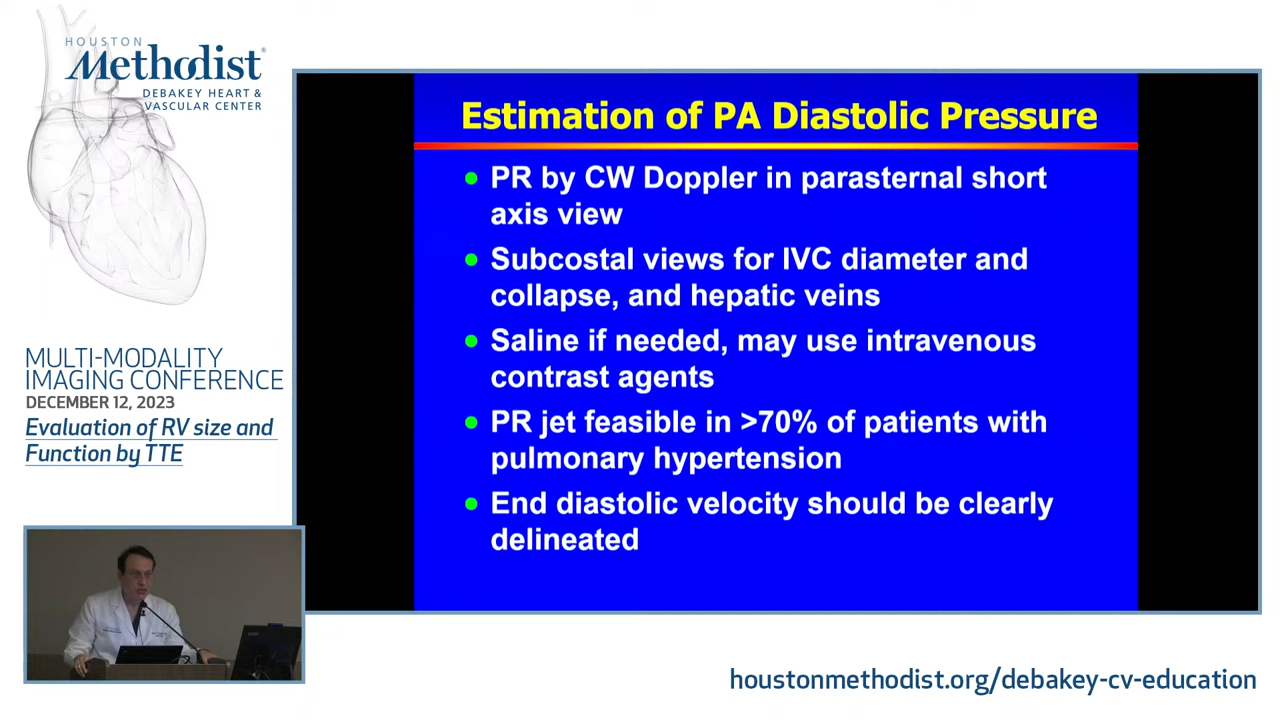 HOUSTON
Methodist®
DEBAKEY HEART &
VASCULAR CENTER
MULTI-MODALITY
IMAGING CONFERENCE
DECEMBER 12, 2023
Evaluation of RV size and
Function by TTE
Estimation of PA Diastolic Pressure
• PR by CW Doppler in parasternal short
axis view
• Subcostal views for IVC diameter and
collapse, and hepatic veins
• Saline if needed, may use intravenous
contrast agents
• PR jet feasible in >70% of patients with
pulmonary hypertension
• End diastolic velocity should be clearly
delineated
houstonmethodist.org/debakey-cv-education